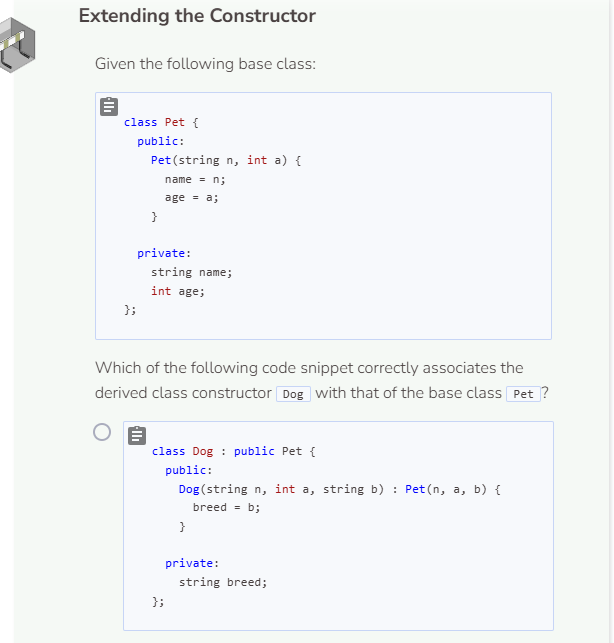 Extending the Constructor
Given the following base class:
class Pet {
public:
Pet(string n, int a) {
name = n;
age = a;
}
private:
string name;
int age;
};
Which of the following code snippet correctly associates the
derived class constructor Dog with that of the base class Pet ?
class Dog : public Pet {
public:
Dog(string n, int a, string b) : Pet(n, a, b) {
breed = b;
}
private:
string breed;
};